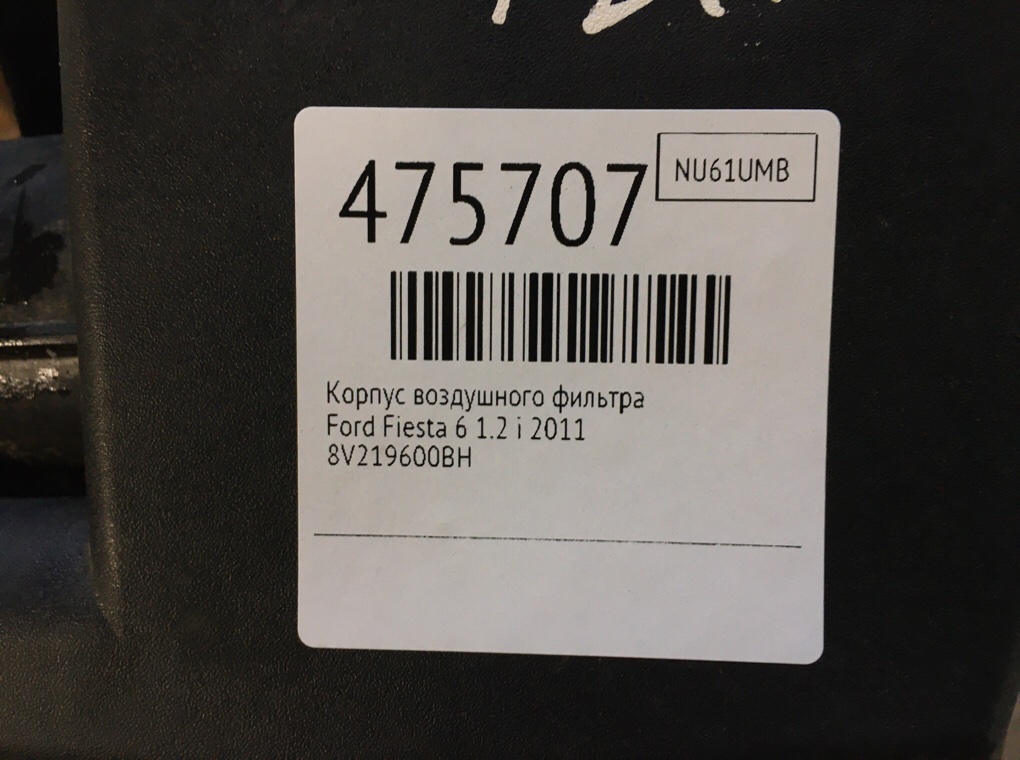 475707
NU61UMB
Корпус воздушного фильтра
Ford Fiesta 6 1.2 i 2011
8V219600BH